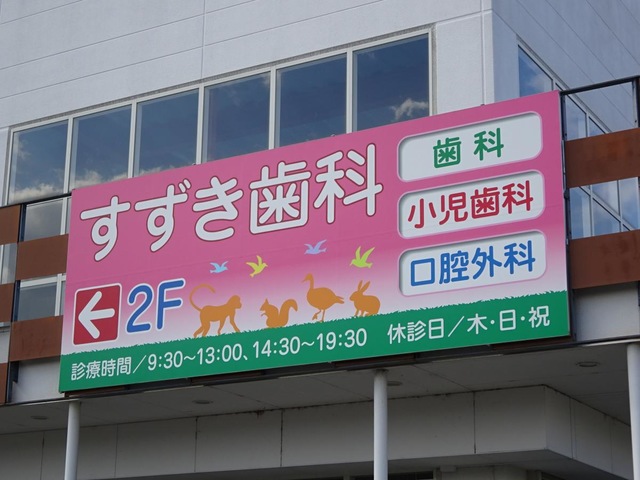 すずき歯科
歯科
小児歯科
口腔外科
2F
診療時間／9:30～13:00、14:30～19:30　休診日／木・日・祝